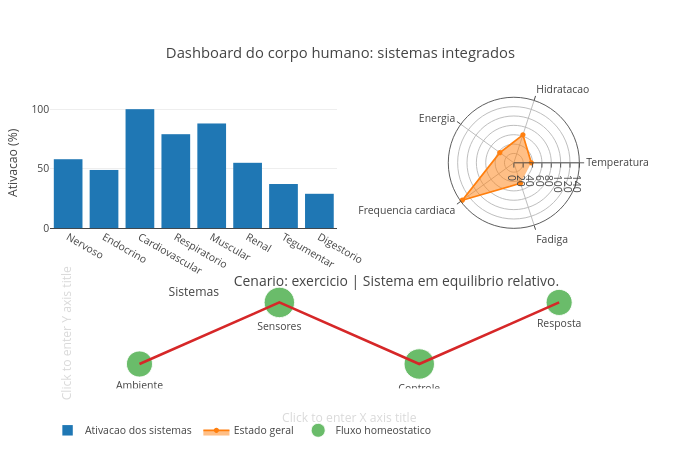 Dashboard do corpo humano: sistemas integrados
Ativacao (%)
100
50
0
Nervoso
Endocrino
Cardiovascular
Respiratorio
Muscular
Renal
Tegumentar
Digestorio
Sistemas
Hidratacao
Energia
Temperatura
Frequencia cardiaca
Fadiga
0
20
40
60
80
100
120
140
Cenario: exercicio | Sistema em equilibrio relativo.
Click to enter Y axis title
Sensores
Resposta
Ambiente
Controle
Click to enter X axis title
Ativacao dos sistemas
Estado geral
Fluxo homeostatico